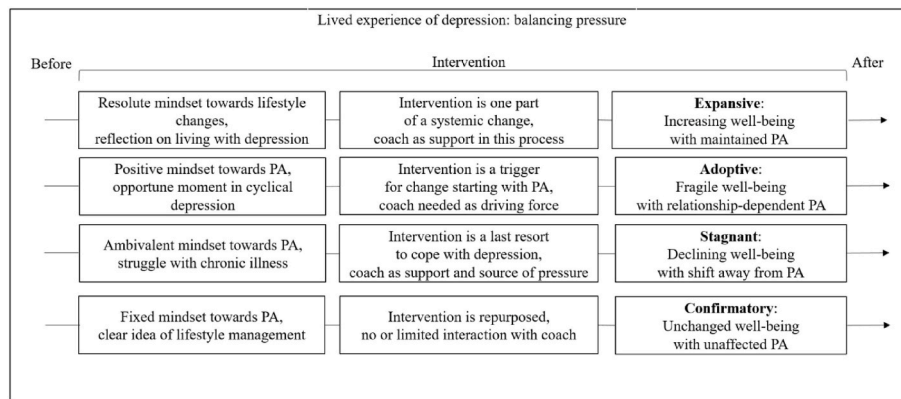 Lived experience of depression: balancing pressure
Before
Intervention
After
Resolute mindset towards lifestyle
changes,
reflection on living with depression
Intervention is one part
of a systemic change,
coach as support in this process
Expansive:
Increasing well-being
with maintained PA
Positive mindset towards PA,
opportune moment in cyclical
depression
Intervention is a trigger
for change starting with PA,
coach needed as driving force
Adoptive:
Fragile well-being
with relationship-dependent PA
Ambivalent mindset towards PA,
struggle with chronic illness
Intervention is a last resort
to cope with depression,
coach as support and source of pressure
Stagnant:
Declining well-being
with shift away from PA
Fixed mindset towards PA,
clear idea of lifestyle management
Intervention is repurposed,
no or limited interaction with coach
Confirmatory:
Unchanged well-being
with unaffected PA